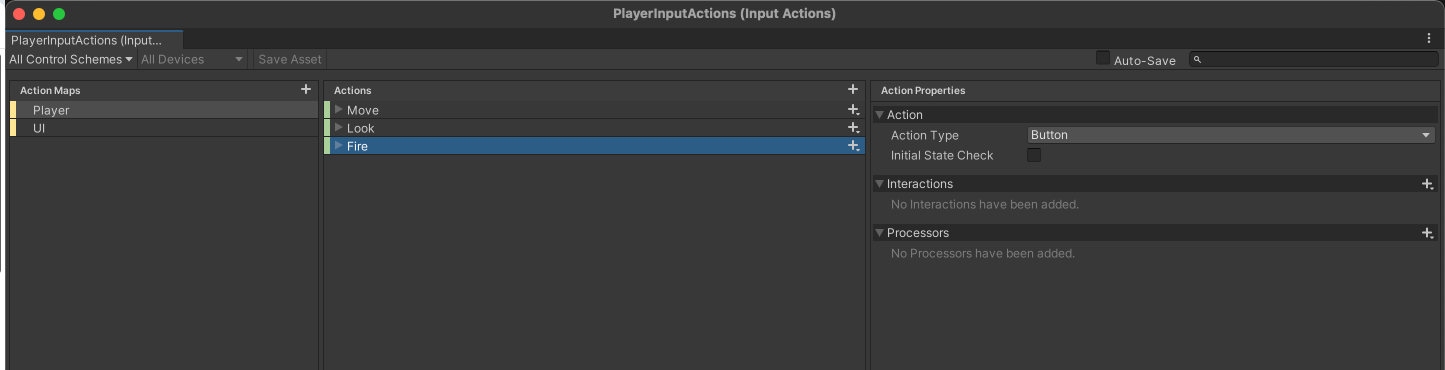 PlayerInputActions (Input Actions)
PlayerInputActions (Input...
All Control Schemes All Devices Save Asset Auto-Save
Action Maps
Player
UI
Actions
Move
Look
Fire
Action Properties
Action
Action Type Button
Initial State Check
Interactions
No Interactions have been added.
Processors
No Processors have been added.